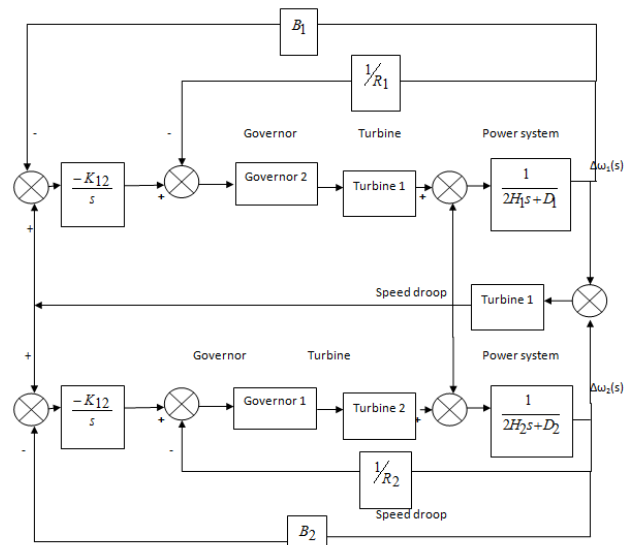 B₁
1/R₁
- -
Governor Turbine Power system
Δω₁(s)
-K₁₂/s
Governor 2
Turbine 1
1/(2H₁s+D₁)
+ + +
Speed droop
Turbine 1
+
Governor Turbine Power system
Δω₂(s)
-K₁₂/s
Governor 1
Turbine 2
1/(2H₂s+D₂)
+ +
- -
1/R₂
Speed droop
B₂